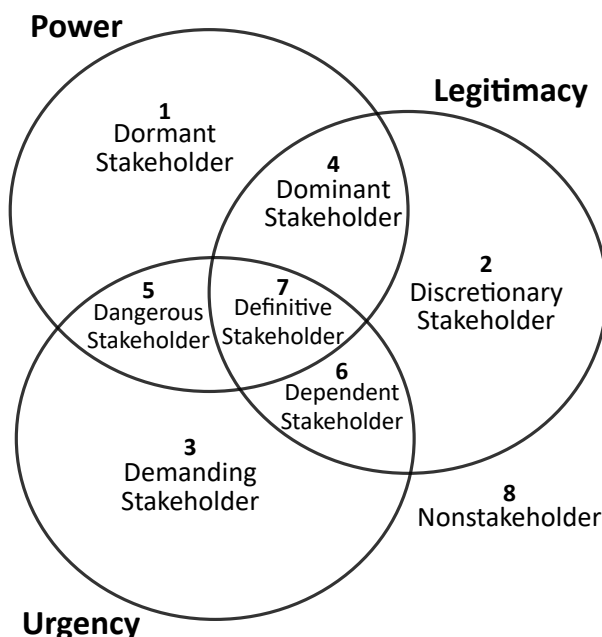 Power
Legitimacy
1
Dormant
Stakeholder
4
Dominant
Stakeholder
2
Discretionary
Stakeholder
5
Dangerous
Stakeholder
7
Definitive
Stakeholder
6
Dependent
Stakeholder
3
Demanding
Stakeholder
8
Nonstakeholder
Urgency